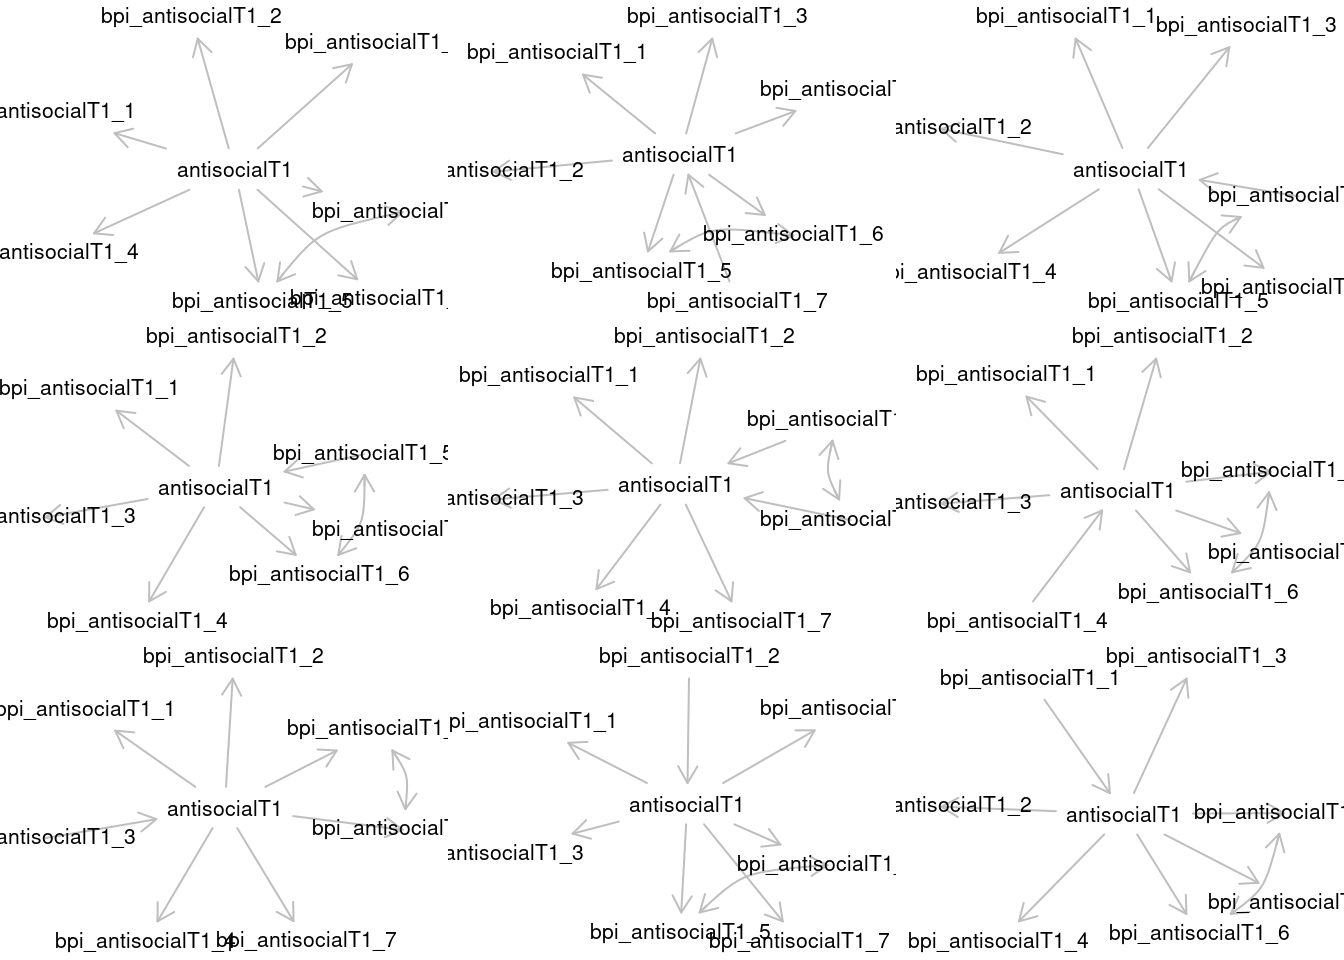 bpi_antisocialT1_2
bpi_antisocialT1_
antisocialT1_1
antisocialT1
bpi_antisocialT
antisocialT1_4
bpi_antisocialT1_5
bpi_antisocialT1_
bpi_antisocialT1_3
bpi_antisocialT1_1
bpi_antisocialT
antisocialT1
antisocialT1_2
bpi_antisocialT1_6
bpi_antisocialT1_5
bpi_antisocialT1_7
bpi_antisocialT1_1
bpi_antisocialT1_3
antisocialT1_2
antisocialT1
bpi_antisocialT
pi_antisocialT1_4
bpi_antisocialT
bpi_antisocialT1_5
bpi_antisocialT1_2
bpi_antisocialT1_1
bpi_antisocialT1_5
antisocialT1
antisocialT1_3
bpi_antisocialT
bpi_antisocialT1_6
bpi_antisocialT1_4
bpi_antisocialT1_2
bpi_antisocialT1_1
bpi_antisocialT1
antisocialT1
antisocialT1_3
bpi_antisocialT
bpi_antisocialT1_4
bpi_antisocialT1_7
bpi_antisocialT1_2
bpi_antisocialT1_1
bpi_antisocialT1_
antisocialT1
antisocialT1_3
bpi_antisocialT
bpi_antisocialT1_6
bpi_antisocialT1_4
bpi_antisocialT1_2
bpi_antisocialT1_1
bpi_antisocialT1_
antisocialT1
bpi_antisocialT
antisocialT1_3
bpi_antisocialT1_4
bpi_antisocialT1_7
bpi_antisocialT1_2
bpi_antisocialT
pi_antisocialT1_1
antisocialT1
antisocialT1_3
bpi_antisocialT1_
bpi_antisocialT1_5
bpi_antisocialT1_7
bpi_antisocialT1_3
bpi_antisocialT1_1
antisocialT1_2
antisocialT1
bpi_antisocialT1
bpi_antisocialT
bpi_antisocialT1_6
bpi_antisocialT1_4